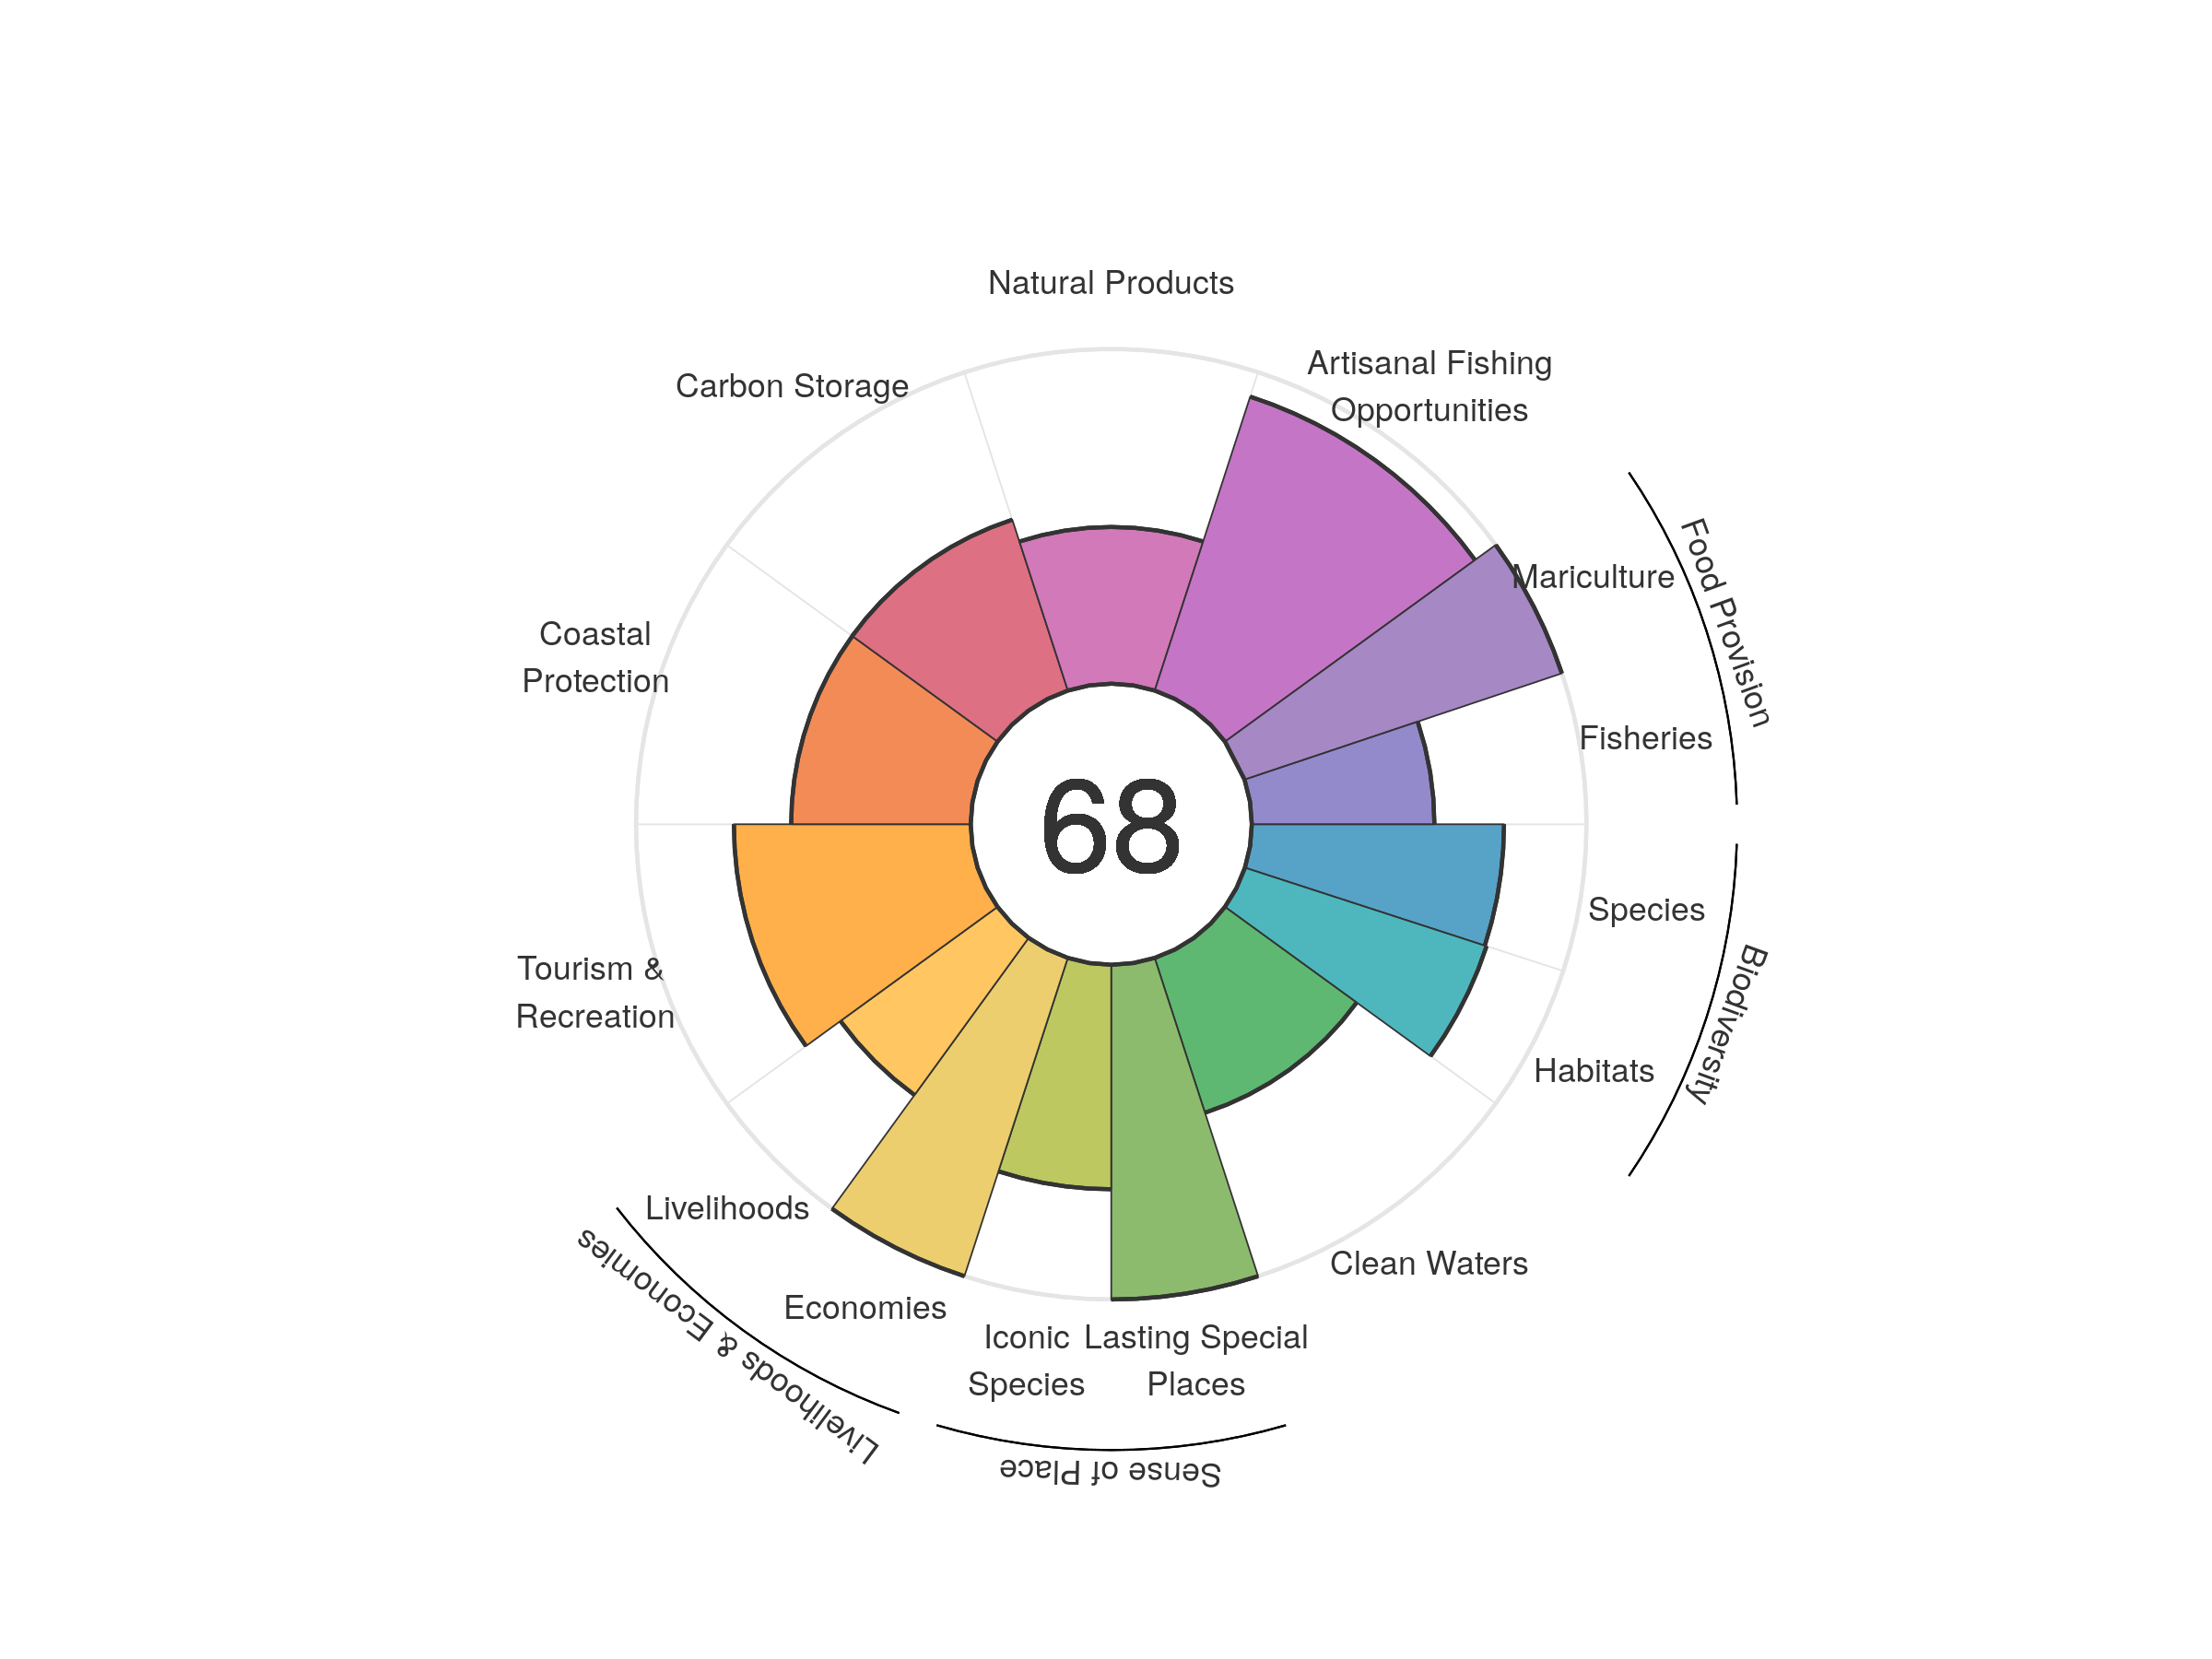 Natural Products
Artisanal Fishing
Opportunities
Carbon Storage
Mariculture
Food Provision
Coastal
Protection
Fisheries
68
Species
Biodiversity
Tourism &
Recreation
Habitats
Livelihoods
Livelihoods & Economies
Clean Waters
Economies
Iconic
Species
Lasting Special
Places
Sense of Place